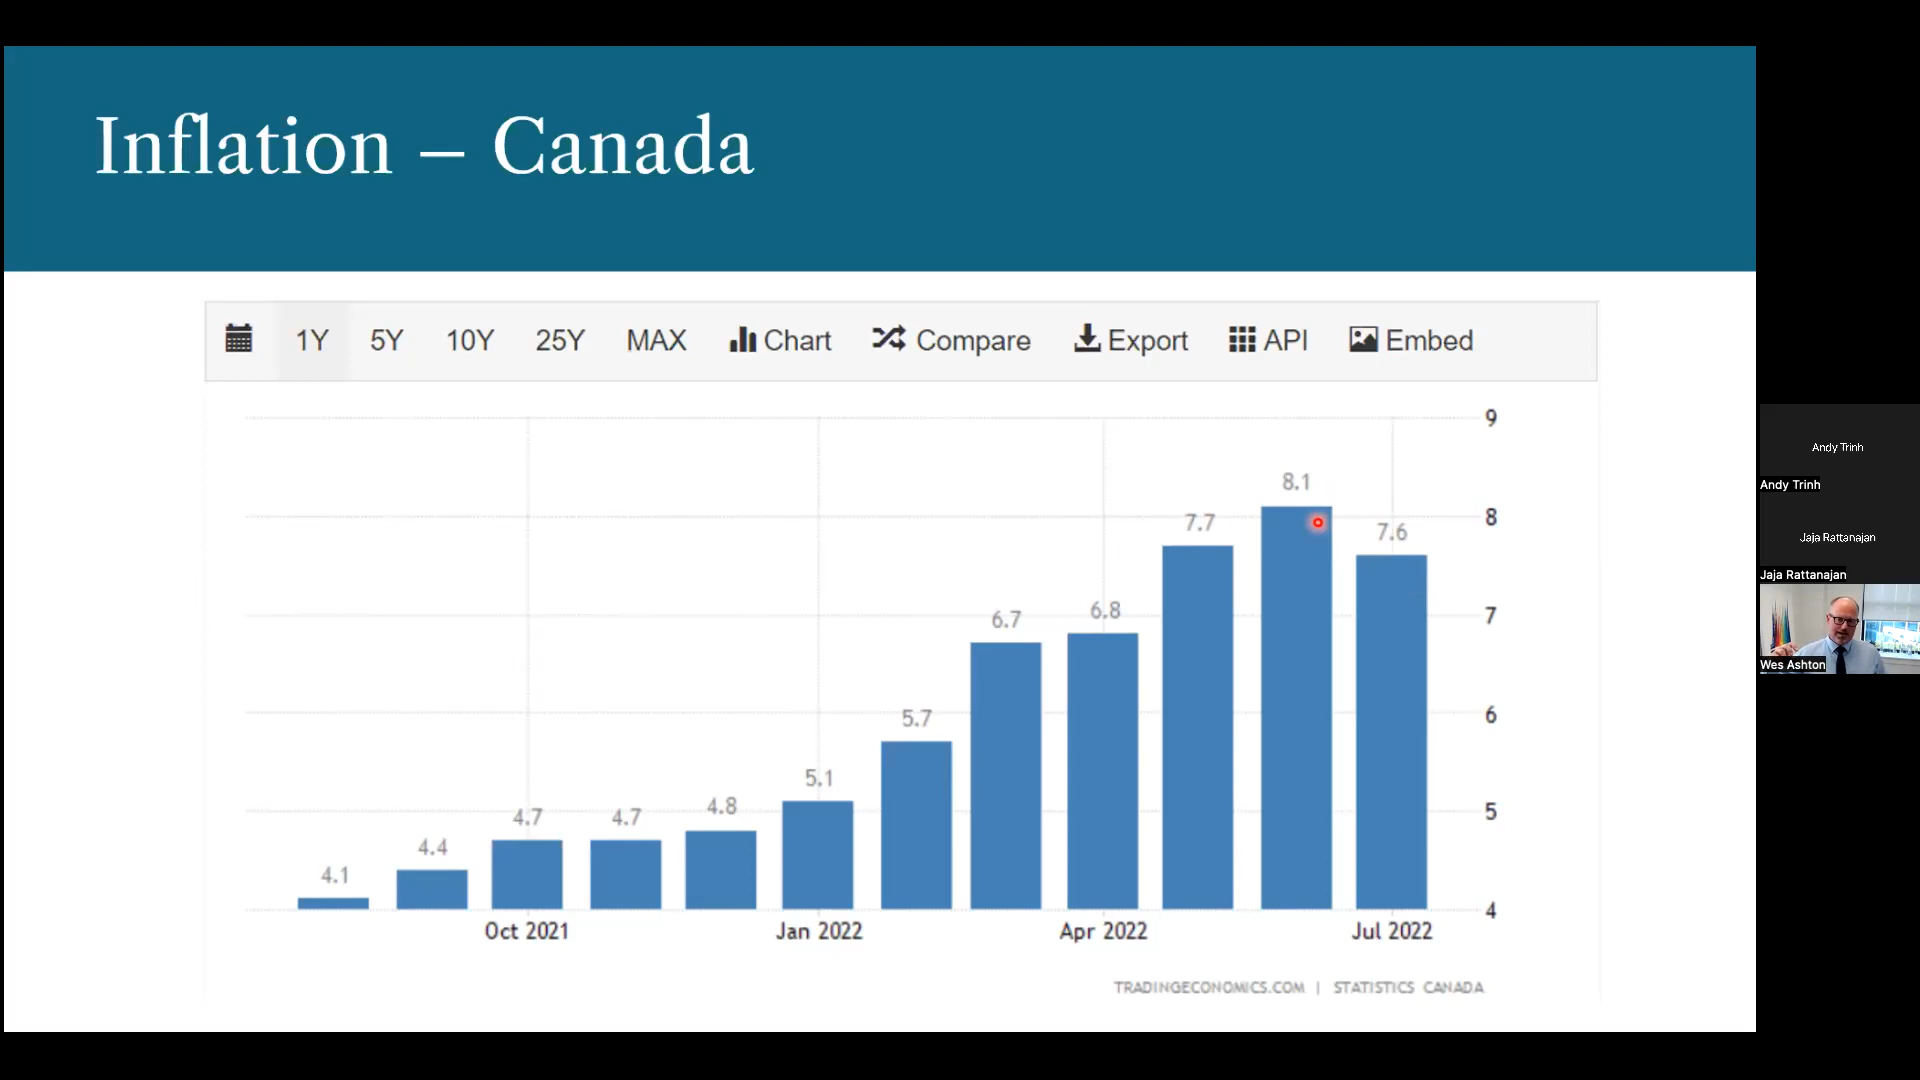 Inflation – Canada
1Y 5Y 10Y 25Y MAX Chart Compare Export API Embed
9
8
7
6
5
4
4.1
4.4
4.7
4.7
4.8
5.1
5.7
6.7
6.8
7.7
8.1
7.6
Oct 2021 Jan 2022 Apr 2022 Jul 2022
TRADINGECONOMICS.COM | STATISTICS CANADA
Andy Trinh
Andy Trinh
Jaja Rattanajan
Jaja Rattanajan
Wes Ashton